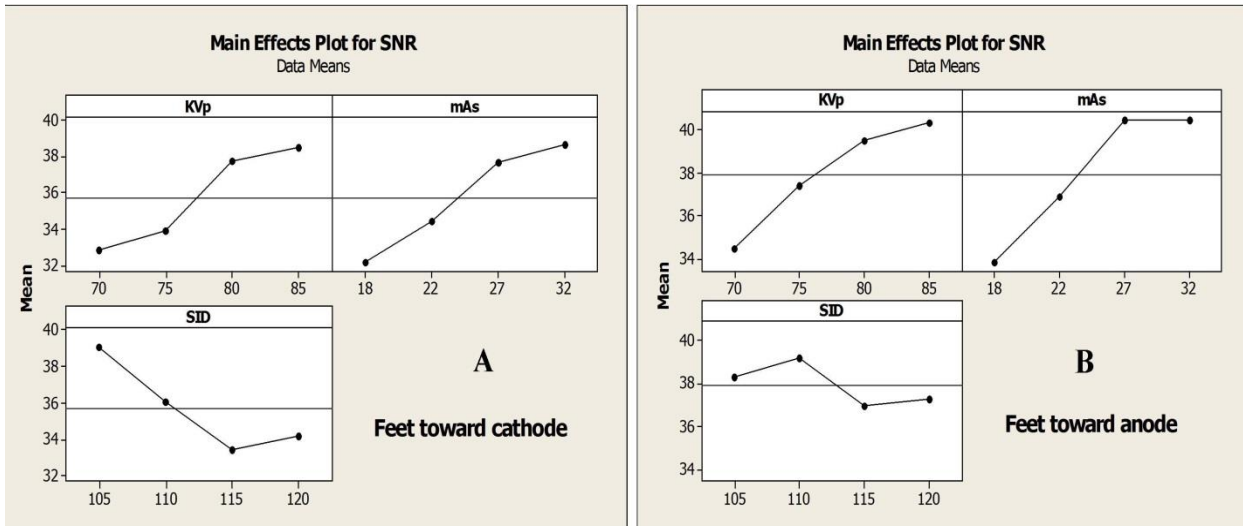 Main Effects Plot for SNR
Data Means
KVp
mAs
40
38
36
34
32
70
75
80
85
18
22
27
32
Mean
SID
40
38
36
34
32
105
110
115
120
A
Feet toward cathode
Main Effects Plot for SNR
Data Means
KVp
mAs
40
38
36
34
70
75
80
85
18
22
27
32
Mean
SID
40
38
36
34
105
110
115
120
B
Feet toward anode